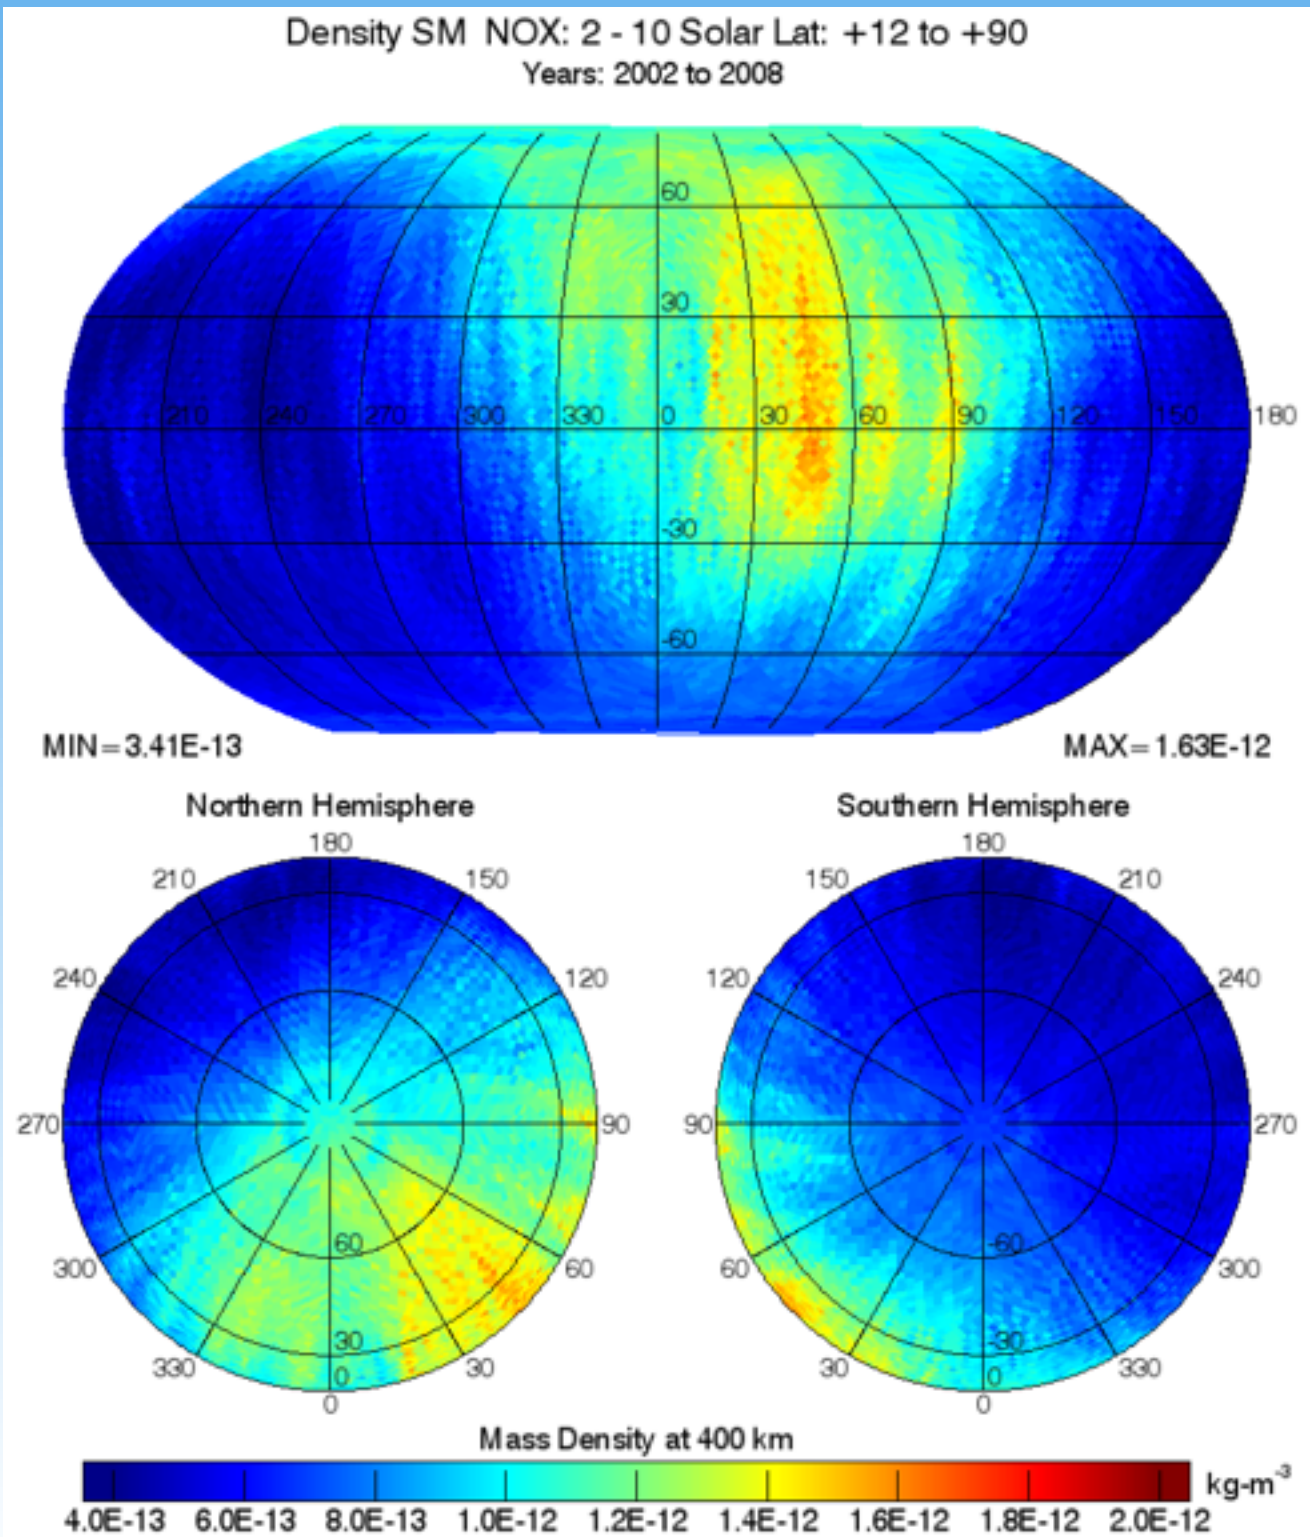 Density SM NOX: 2 - 10 Solar Lat: +12 to +90
Years: 2002 to 2008
60
30
210 240 270 300 330 0 30 60 90 120 150 180
-30
-60
MIN=3.41E-13 MAX=1.63E-12
Northern Hemisphere Southern Hemisphere
180 180
210 150 150 210
240 120 120 240
270 90 90 270
60 -60
300 60 60 300
30 -30
330 0 30 30 0 330
0 0
Mass Density at 400 km
kg-m-3
4.0E-13 6.0E-13 8.0E-13 1.0E-12 1.2E-12 1.4E-12 1.6E-12 1.8E-12 2.0E-12